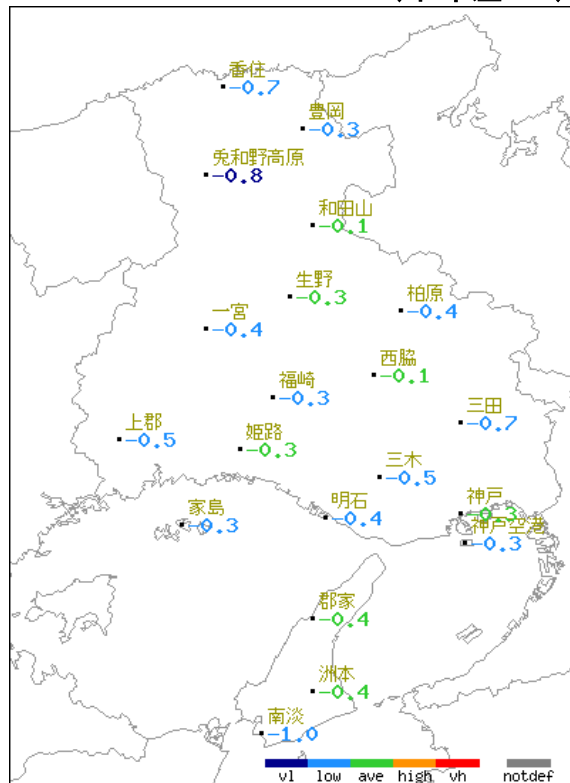 香住
-0.7
豊岡
-0.3
兎和野高原
-0.8
和田山
-0.1
生野
-0.3
柏原
-0.4
一宮
-0.4
西脇
-0.1
福崎
-0.3
三田
-0.7
上郡
-0.5
姫路
-0.3
三木
-0.5
家島
-0.3
明石
-0.4
神戸
-0.3
神戸空港
-0.3
郡家
-0.4
洲本
-0.4
南淡
-1.0
vl low ave high vh notdef